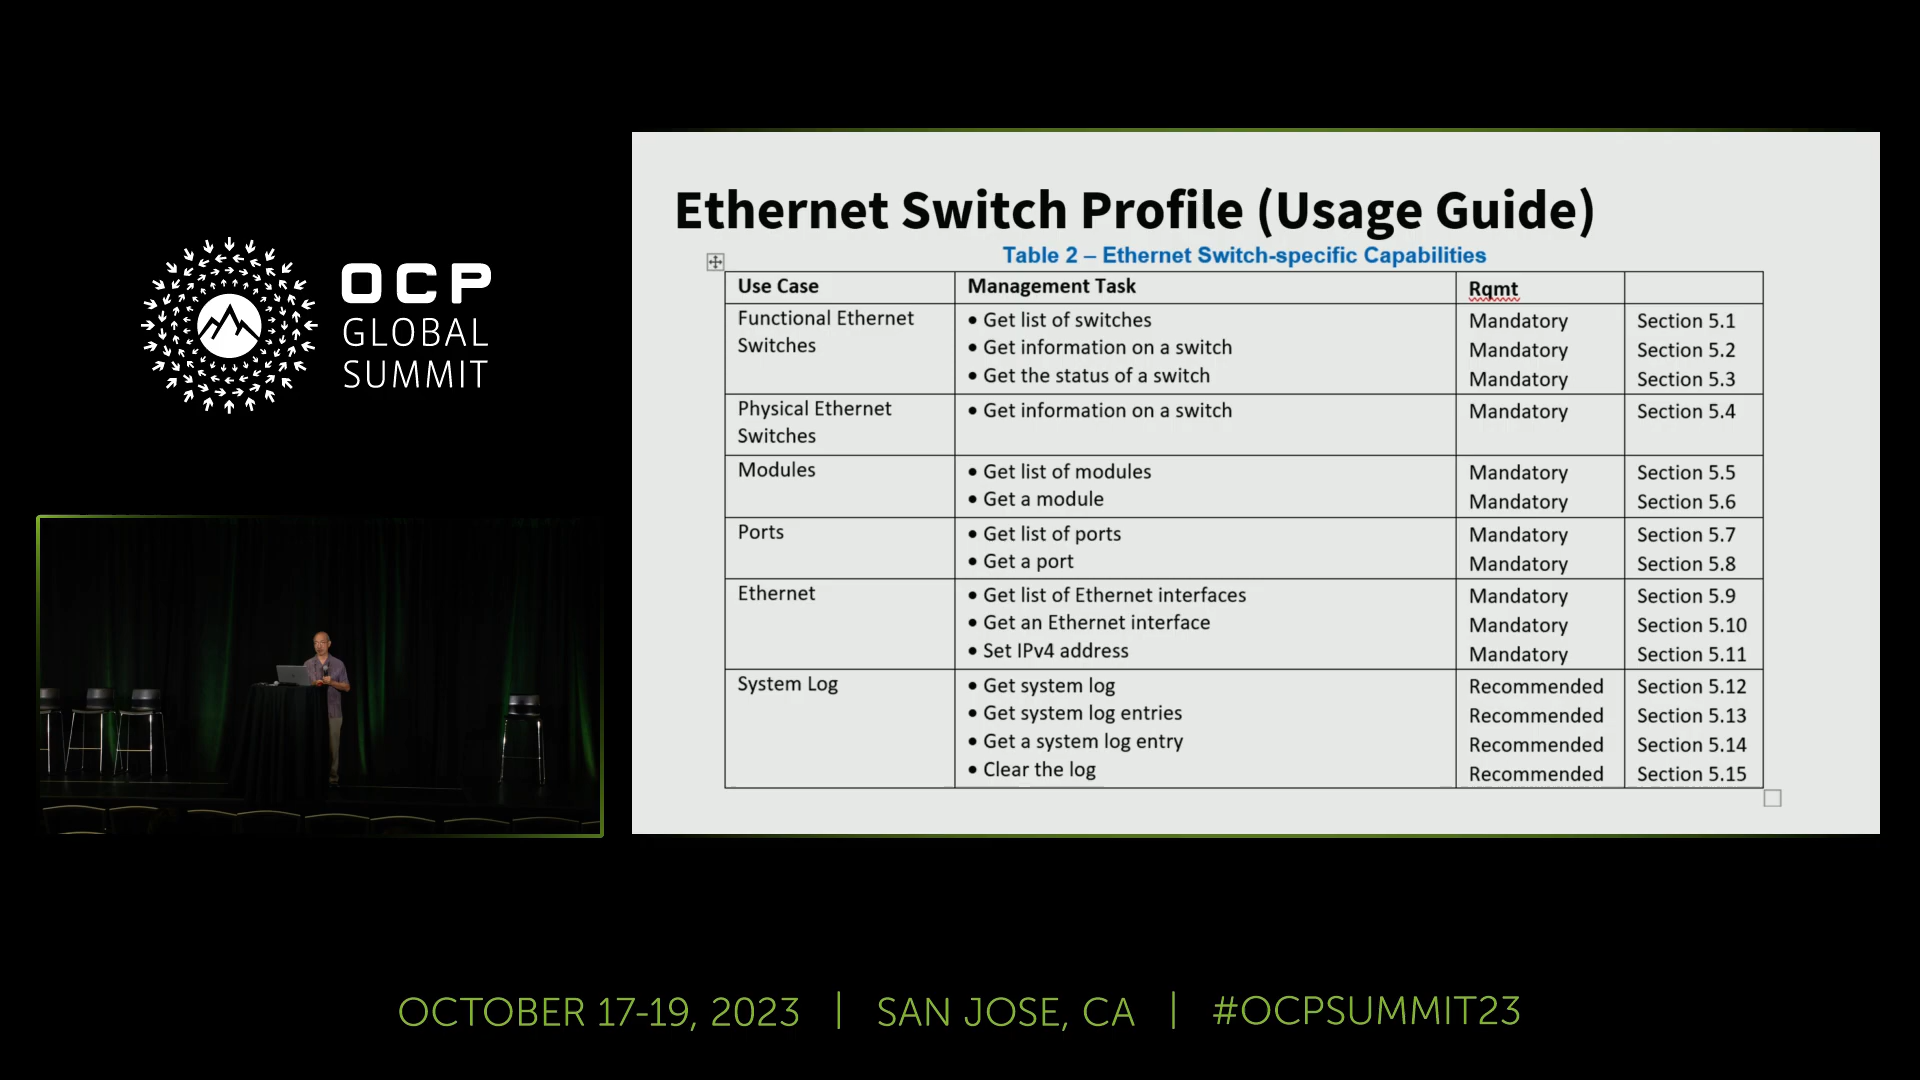 OCP
GLOBAL
SUMMIT
Ethernet Switch Profile (Usage Guide)
Table 2 – Ethernet Switch-specific Capabilities
Use Case Management Task Rqmt
Functional Ethernet Switches
• Get list of switches Mandatory Section 5.1
• Get information on a switch Mandatory Section 5.2
• Get the status of a switch Mandatory Section 5.3
Physical Ethernet Switches
• Get information on a switch Mandatory Section 5.4
Modules
• Get list of modules Mandatory Section 5.5
• Get a module Mandatory Section 5.6
Ports
• Get list of ports Mandatory Section 5.7
• Get a port Mandatory Section 5.8
Ethernet
• Get list of Ethernet interfaces Mandatory Section 5.9
• Get an Ethernet interface Mandatory Section 5.10
• Set IPv4 address Mandatory Section 5.11
System Log
• Get system log Recommended Section 5.12
• Get system log entries Recommended Section 5.13
• Get a system log entry Recommended Section 5.14
• Clear the log Recommended Section 5.15
OCTOBER 17-19, 2023 | SAN JOSE, CA | #OCPSUMMIT23